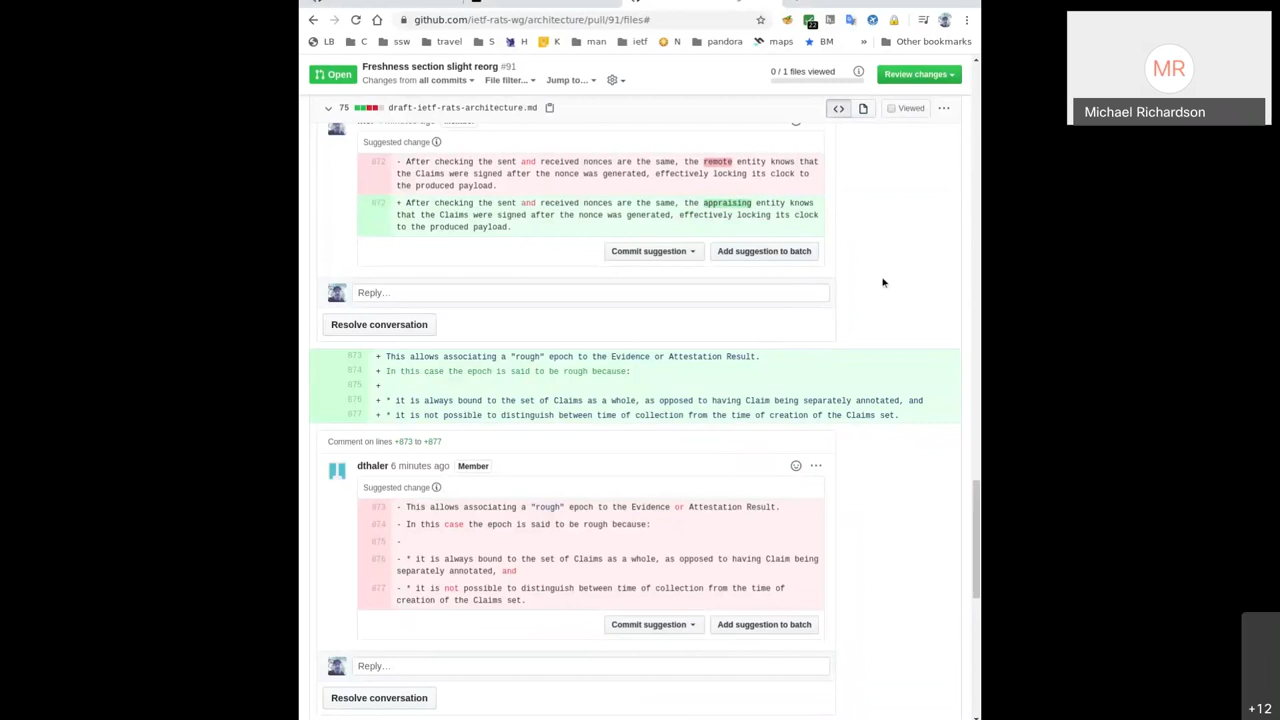 github.com/ietf-rats-wg/architecture/pull/91/files#
22
LB C ssw travel S H K man ietf N pandora maps BM » Other bookmarks
Open
Freshness section slight reorg #91
Changes from all commits File filter... Jump to...
0 / 1 files viewed
Review changes
75 draft-ietf-rats-architecture.md
Viewed
Suggested change
872 - After checking the sent and received nonces are the same, the remote entity knows that
the Claims were signed after the nonce was generated, effectively locking its clock to
the produced payload.
872 + After checking the sent and received nonces are the same, the appraising entity knows
that the Claims were signed after the nonce was generated, effectively locking its clock
to the produced payload.
Commit suggestion Add suggestion to batch
Reply...
Resolve conversation
873 + This allows associating a "rough" epoch to the Evidence or Attestation Result.
874 + In this case the epoch is said to be rough because:
875 +
876 + * it is always bound to the set of Claims as a whole, as opposed to having Claim being separately annotated, and
877 + * it is not possible to distinguish between time of collection from the time of creation of the Claims set.
Comment on lines +873 to +877
dthaler 6 minutes ago Member
Suggested change
873 - This allows associating a "rough" epoch to the Evidence or Attestation Result.
874 - In this case the epoch is said to be rough because:
875 -
876 - * it is always bound to the set of Claims as a whole, as opposed to having Claim being
separately annotated, and
877 - * it is not possible to distinguish between time of collection from the time of
creation of the Claims set.
Commit suggestion Add suggestion to batch
Reply...
Resolve conversation
MR
Michael Richardson
+12